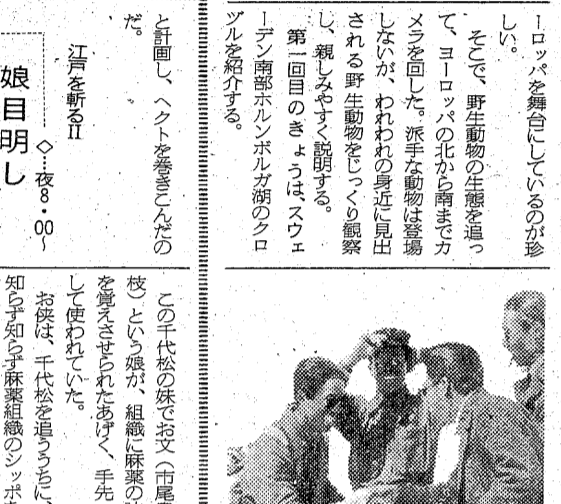 ーロッパを舞台にしているのが珍
しい。
そこで、野生動物の生態を追っ
て、ヨーロッパの北から南までカ
メラを回した。派手な動物は登場
しないが、われわれの身近に見出
される野生動物をじっくり観察
し、親しみやすく説明する。
第一回目のきょうは、スウェ
ーデン南部ホルンボルガ湖のクロ
ヅルを紹介する。
と計画し、ヘクトを巻きこんだの
だ。
江戸を斬るII
◇…夜8・00〜
娘目明し
この千代松の妹でお文(市尾
枝)という娘が、組織に麻薬の
を覚えさせられたあげく、手先
して使われていた。
お侠は、千代松を追ううちに、
知らず知らず麻薬組織のシッポ